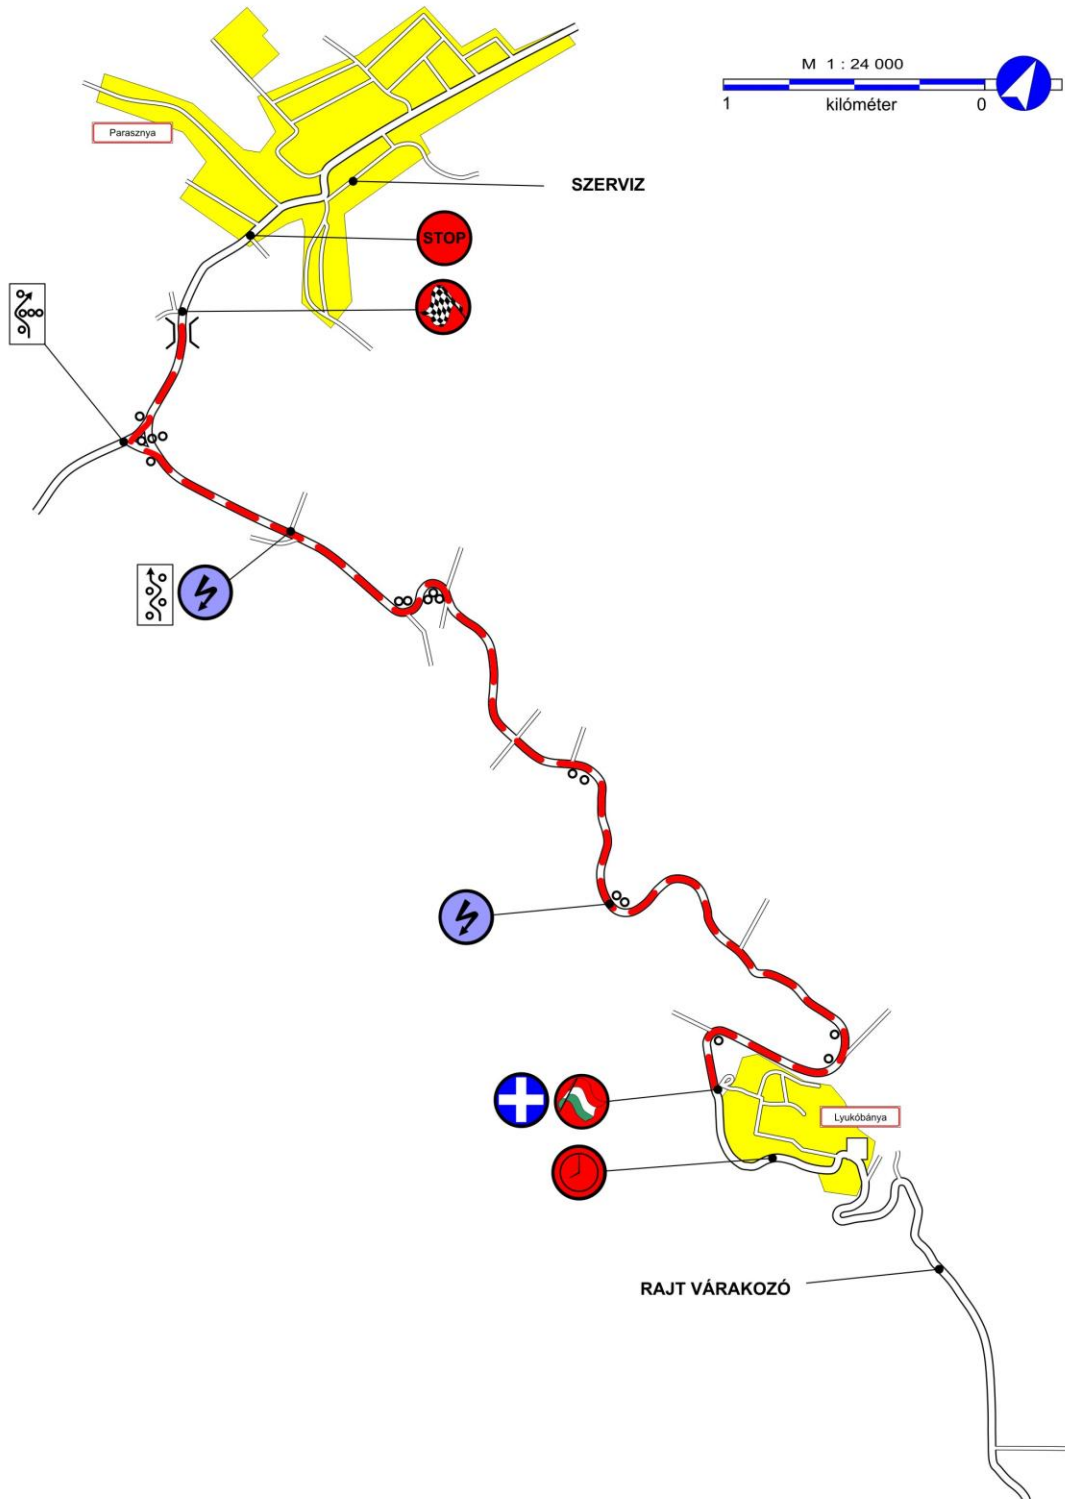 M 1 : 24 000
1 kilóméter 0
Parasznya
SZERVIZ
STOP
Lyukóbánya
RAJT VÁRAKOZÓ